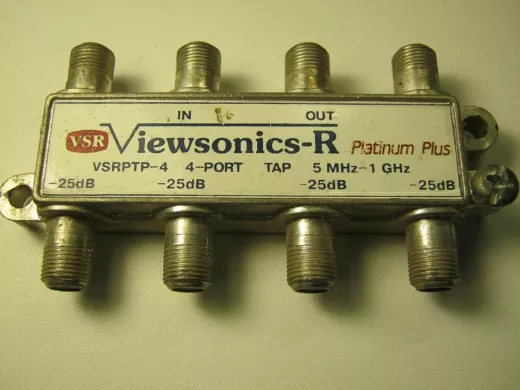 IN OUT
VSR Viewsonics-R Platinum Plus
VSRPTP-4 4-PORT TAP 5 MHz-1 GHz
-25dB -25dB -25dB -25dB